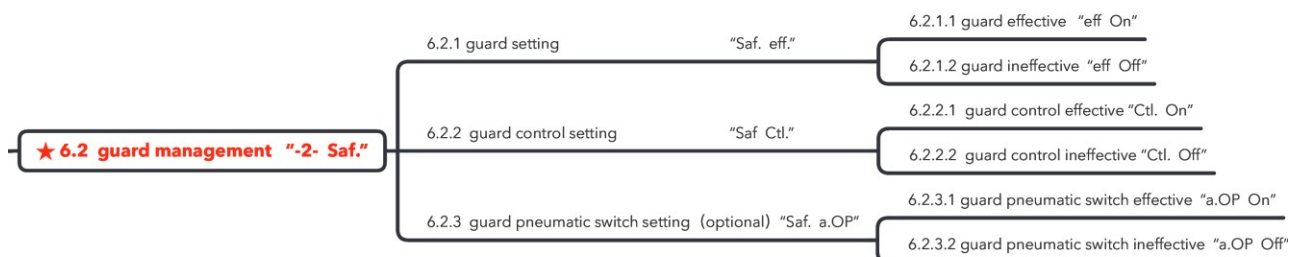 ★ 6.2 guard management "-2- Saf."
6.2.1 guard setting "Saf. eff."
6.2.1.1 guard effective "eff On"
6.2.1.2 guard ineffective "eff Off"
6.2.2 guard control setting "Saf Ctl."
6.2.2.1 guard control effective "Ctl. On"
6.2.2.2 guard control ineffective "Ctl. Off"
6.2.3 guard pneumatic switch setting (optional) "Saf. a.OP"
6.2.3.1 guard pneumatic switch effective "a.OP On"
6.2.3.2 guard pneumatic switch ineffective "a.OP Off"